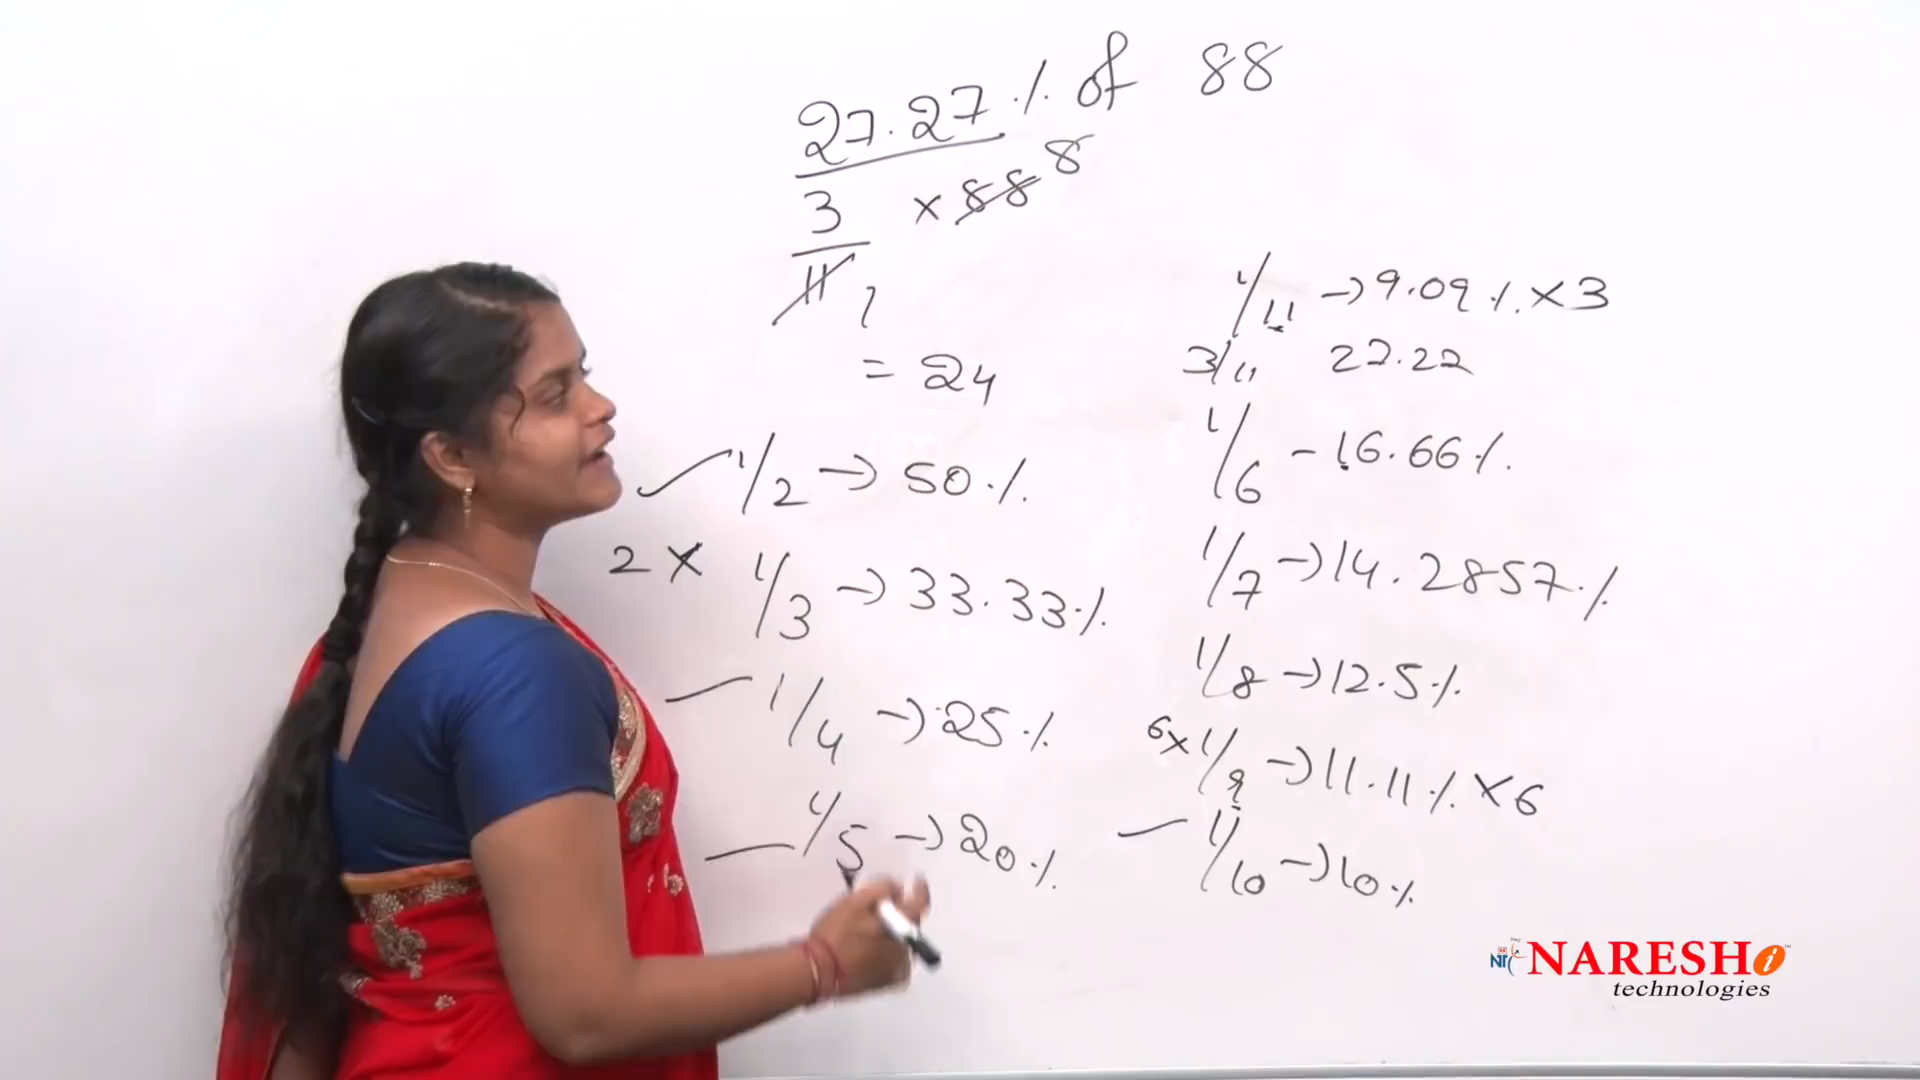 27.27 % of 88
3/11 × 88 8
1
= 24
1/2 → 50 %
2 × 1/3 → 33.33 %
1/4 → 25 %
1/5 → 20 %
1/11 → 9.09 % × 3
3/11 22.22
1/6 - 16.66 %
1/7 → 14.2857 %
1/8 → 12.5 %
6× 1/9 → 11.11 % × 6
1/10 → 10 %
NARESHi
technologies